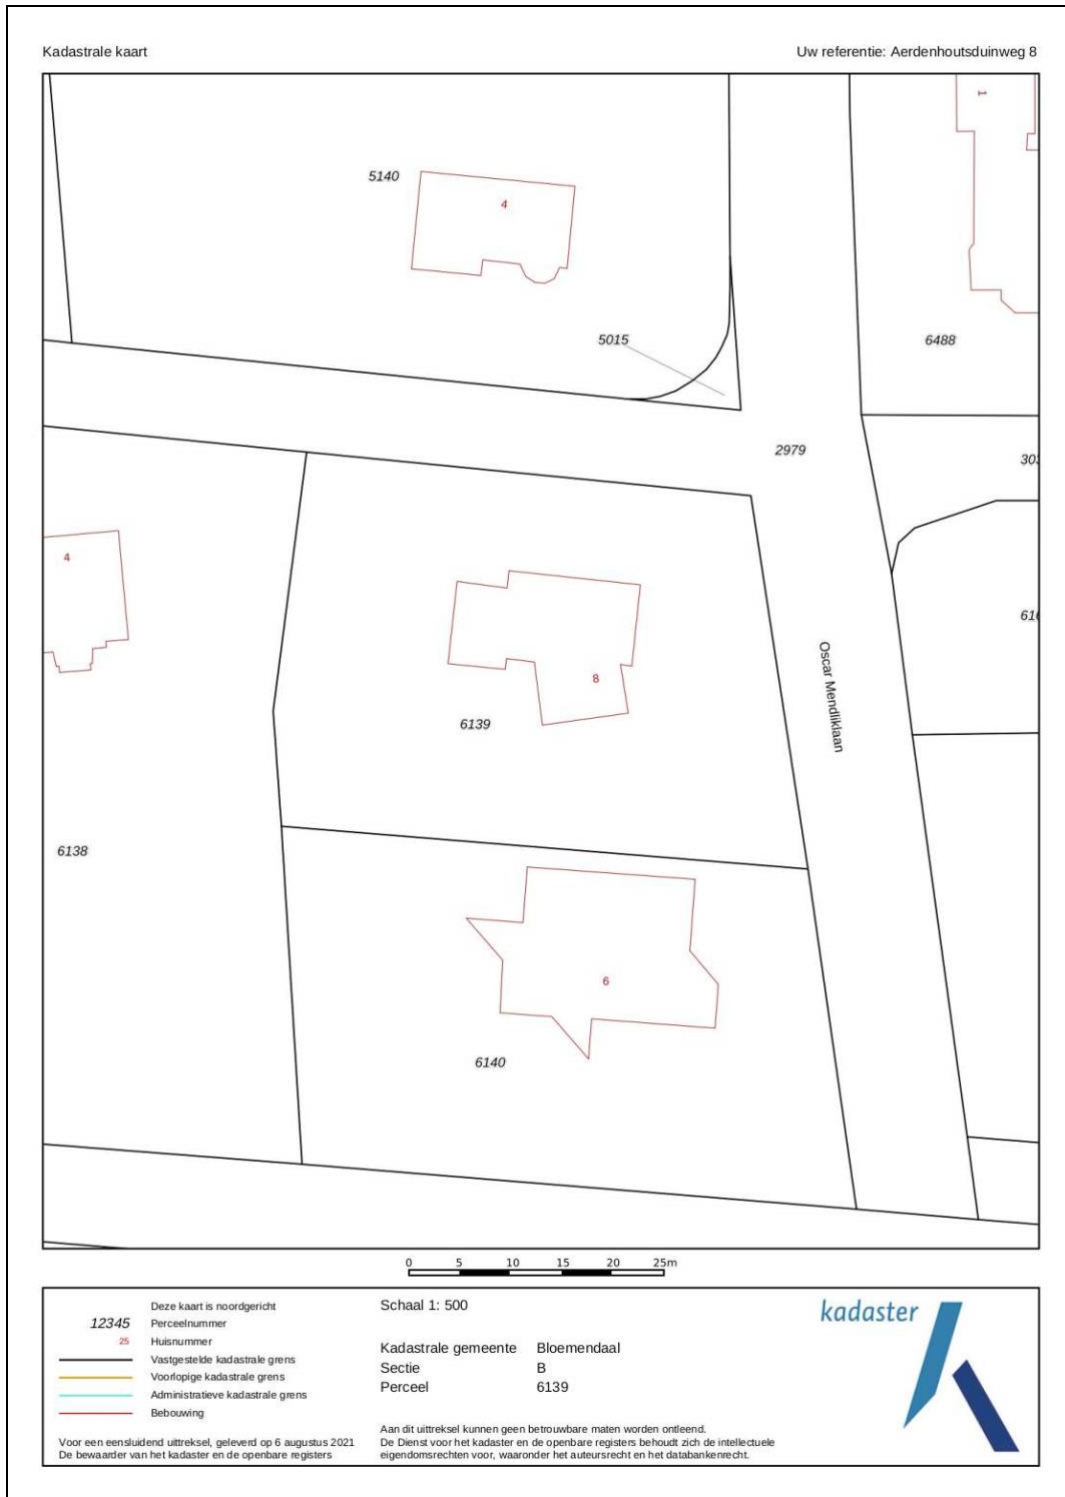 Kadastrale kaart
Uw referentie: Aerdenhoutsduinweg 8
1
5140
4
5015
6488
2979
303
4
616
Oscar Mendliklaan
8
6139
6138
6
6140
0 5 10 15 20 25m
Deze kaart is noordgericht
12345 Perceelnummer
25 Huisnummer
Vastgestelde kadastrale grens
Voorlopige kadastrale grens
Administratieve kadastrale grens
Bebouwing
Voor een eensluidend uittreksel, geleverd op 6 augustus 2021
De bewaarder van het kadaster en de openbare registers
Schaal 1: 500
Kadastrale gemeente Bloemendaal
Sectie B
Perceel 6139
Aan dit uittreksel kunnen geen betrouwbare maten worden ontleend.
De Dienst voor het kadaster en de openbare registers behoudt zich de intellectuele
eigendomsrechten voor, waaronder het auteursrecht en het databankenrecht.
kadaster